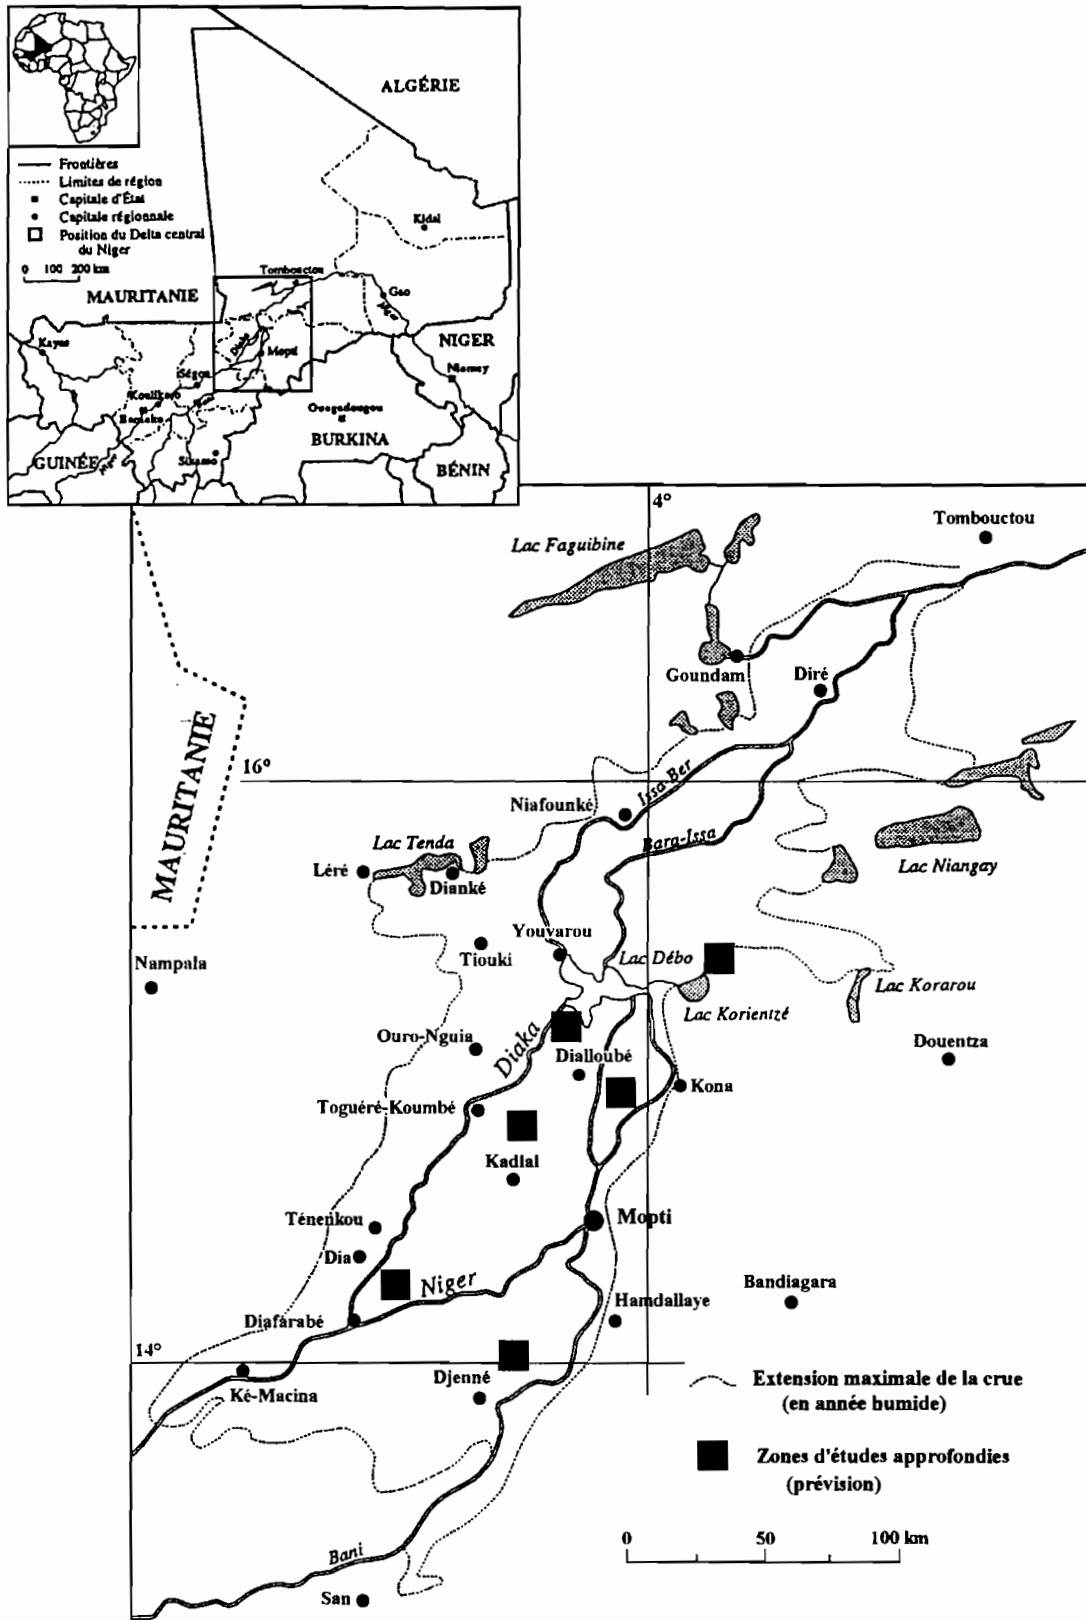 ALGÉRIE
Frontières
Limites de région
Capitale d'État
Capitale régionnale
Position du Delta central
du Niger
0 100 200 km
Kidal
Tombouctou
MAURITANIE
Gao
Niger
Kayes
Diaka
Mopti
NIGER
Ségou
Niamey
Koulikoro
Bani
Bamako
Ouagadougou
BURKINA
GUINÉE
Niger
Sikasso
BÉNIN
4°
Tombouctou
Lac Faguibine
Goundam
Diré
MAURITANIE
16°
Issa-Ber
Niafounké
Bara-Issa
Lac Tenda
Léré
Dianké
Lac Niangay
Youvarou
Tiouki
Lac Débo
Nampala
Lac Korarou
Lac Korientzé
Ouro-Nguia
Diaka
Douentza
Dialloubé
Kona
Toguéré-Koumbé
Kadial
Ténenkou
Mopti
Dia
Niger
Bandiagara
Hamdallaye
Diafarabé
14°
Djenné
Ké-Macina
Extension maximale de la crue
(en année humide)
Zones d'études approfondies
(prévision)
0 50 100 km
Bani
San